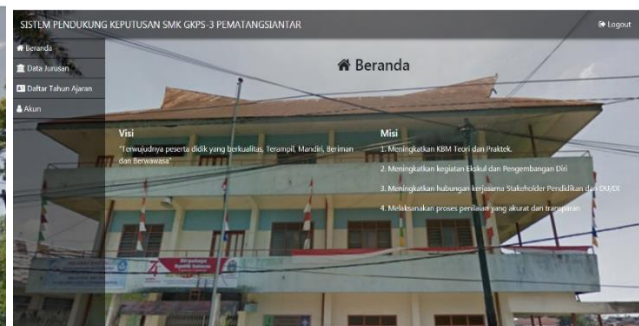 SISTEM PENDUKUNG KEPUTUSAN SMK GKPS-3 PEMATANGSIANTAR
Logout
Beranda
Data Jurusan
Daftar Tahun Ajaran
Akun
Beranda
Visi
"Terwujudnya peserta didik yang berkualitas, Terampil, Mandiri, Beriman
dan Berwawasa"
Misi
1. Meningkatkan KBM Teori dan Praktek.
2. Meningkatkan kegiatan Ekskul dan Pengembangan Diri
3. Meningkatkan hubungan kerjasama Stakeholder Pendidikan dan DU/DI
4. Melaksanakan proses penilaian yang akurat dan transparan